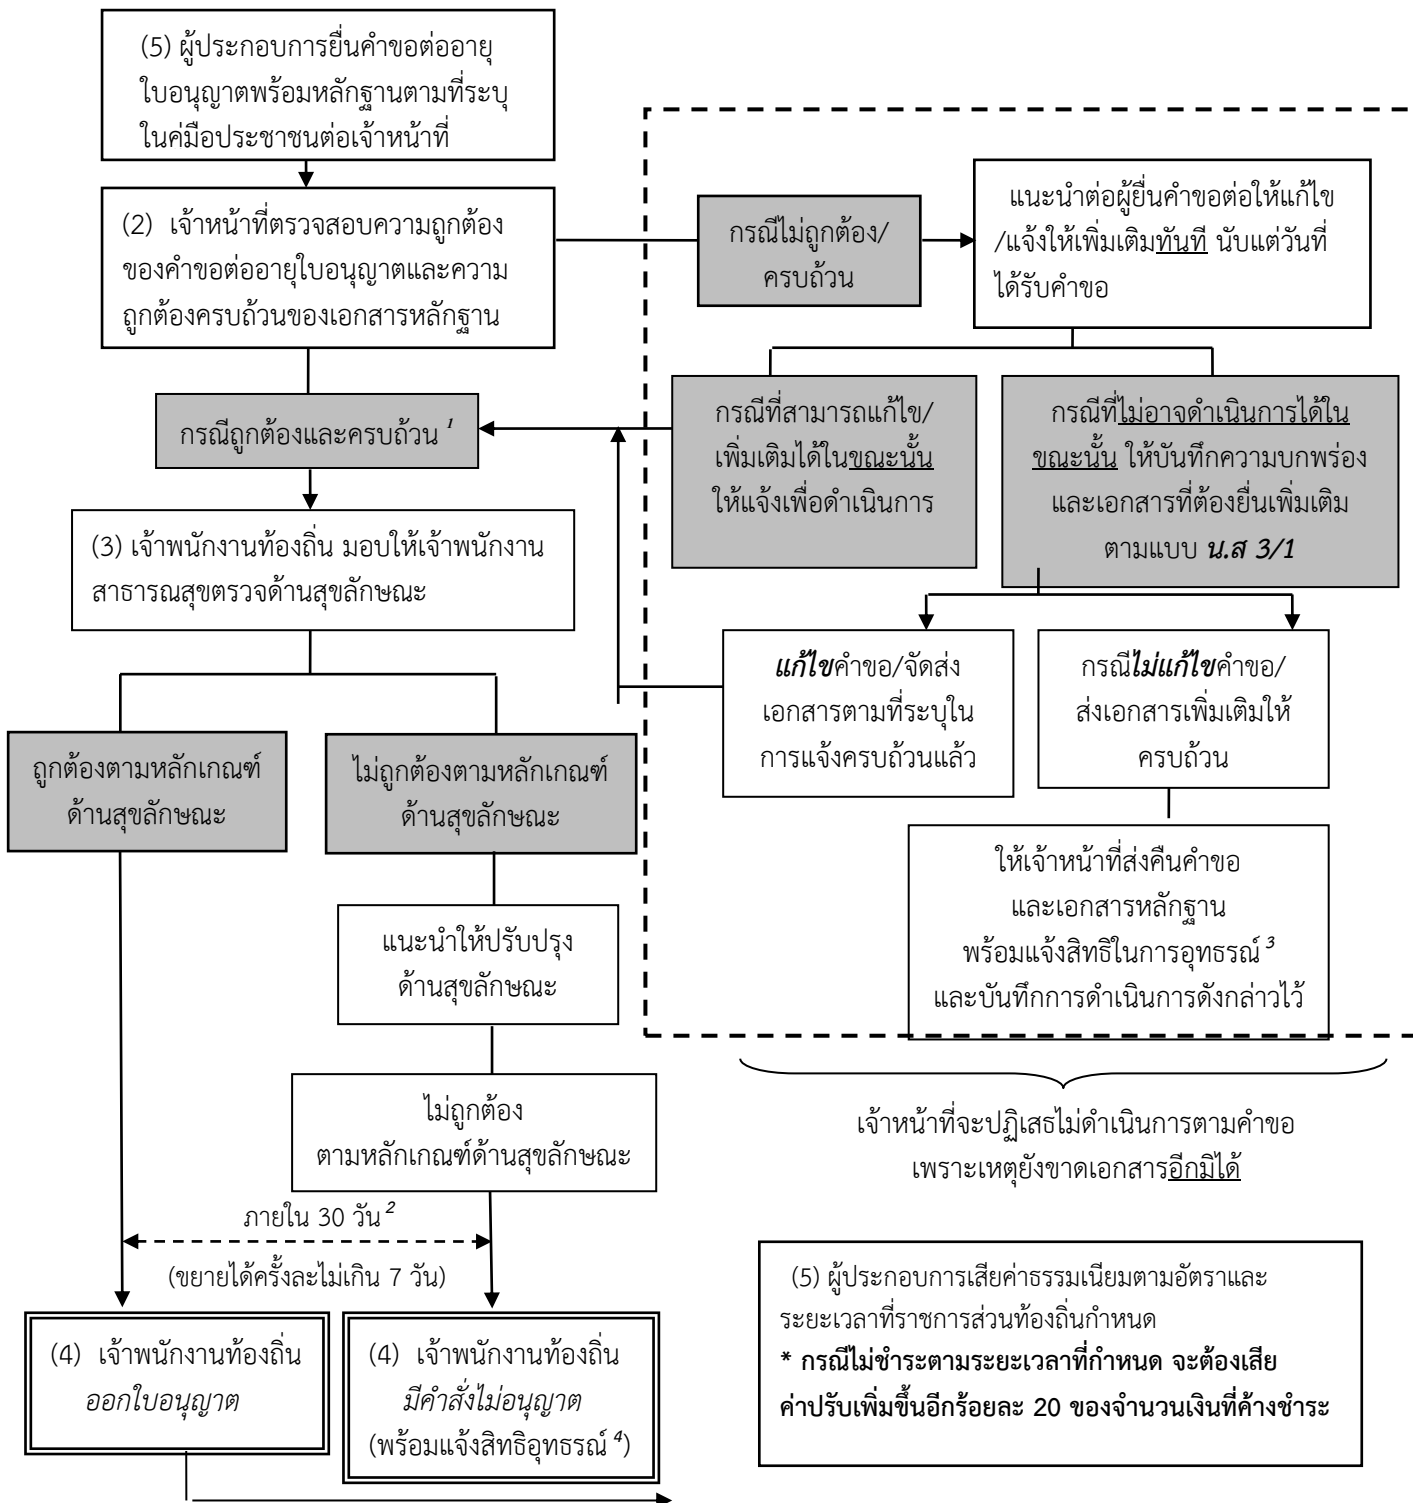 (5) ผู้ประกอบการยื่นคำขอต่ออายุ
ใบอนุญาตพร้อมหลักฐานตามที่ระบุ
ในคู่มือประชาชนต่อเจ้าหน้าที่
(2) เจ้าหน้าที่ตรวจสอบความถูกต้อง
ของคำขอต่ออายุใบอนุญาตและความ
ถูกต้องครบถ้วนของเอกสารหลักฐาน
กรณีไม่ถูกต้อง/
ครบถ้วน
แนะนำต่อผู้ยื่นคำขอต่อให้แก้ไข
/แจ้งให้เพิ่มเติมทันที นับแต่วันที่
ได้รับคำขอ
กรณีถูกต้องและครบถ้วน 1
กรณีที่สามารถแก้ไข/
เพิ่มเติมได้ในขณะนั้น
ให้แจ้งเพื่อดำเนินการ
กรณีที่ไม่อาจดำเนินการได้ใน
ขณะนั้น ให้บันทึกความบกพร่อง
และเอกสารที่ต้องยื่นเพิ่มเติม
ตามแบบ น.ส 3/1
(3) เจ้าพนักงานท้องถิ่น มอบให้เจ้าพนักงาน
สาธารณสุขตรวจด้านสุขลักษณะ
แก้ไขคำขอ/จัดส่ง
เอกสารตามที่ระบุใน
การแจ้งครบถ้วนแล้ว
กรณีไม่แก้ไขคำขอ/
ส่งเอกสารเพิ่มเติมให้
ครบถ้วน
ถูกต้องตามหลักเกณฑ์
ด้านสุขลักษณะ
ไม่ถูกต้องตามหลักเกณฑ์
ด้านสุขลักษณะ
ให้เจ้าหน้าที่ส่งคืนคำขอ
และเอกสารหลักฐาน
พร้อมแจ้งสิทธิในการอุทธรณ์ 3
และบันทึกการดำเนินการดังกล่าวไว้
แนะนำให้ปรับปรุง
ด้านสุขลักษณะ
ไม่ถูกต้อง
ตามหลักเกณฑ์ด้านสุขลักษณะ
เจ้าหน้าที่จะปฏิเสธไม่ดำเนินการตามคำขอ
เพราะเหตุยังขาดเอกสารอีกมิได้
ภายใน 30 วัน 2
(ขยายได้ครั้งละไม่เกิน 7 วัน)
(4) เจ้าพนักงานท้องถิ่น
ออกใบอนุญาต
(4) เจ้าพนักงานท้องถิ่น
มีคำสั่งไม่อนุญาต
(พร้อมแจ้งสิทธิอุทธรณ์ 4)
(5) ผู้ประกอบการเสียค่าธรรมเนียมตามอัตราและ
ระยะเวลาที่ราชการส่วนท้องถิ่นกำหนด
* กรณีไม่ชำระตามระยะเวลาที่กำหนด จะต้องเสีย
ค่าปรับเพิ่มขึ้นอีกร้อยละ 20 ของจำนวนเงินที่ค้างชำระ